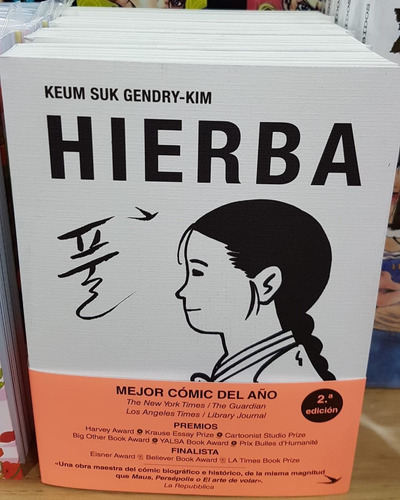 KEUM SUK GENDRY-KIM
HIERBA
풀
MEJOR CÓMIC DEL AÑO
The New York Times / The Guardian
Los Angeles Times / Library Journal
2.ª
edición
PREMIOS
Harvey Award Krause Essay Prize Cartoonist Studio Prize
Big Other Book Award YALSA Book Award Prix Bulles d'Humanité
FINALISTA
Eisner Award Believer Book Award LA Times Book Prize
«Una obra maestra del cómic biográfico e histórico, de la misma magnitud
que Maus, Persépolis o El arte de volar».
La Repubblica